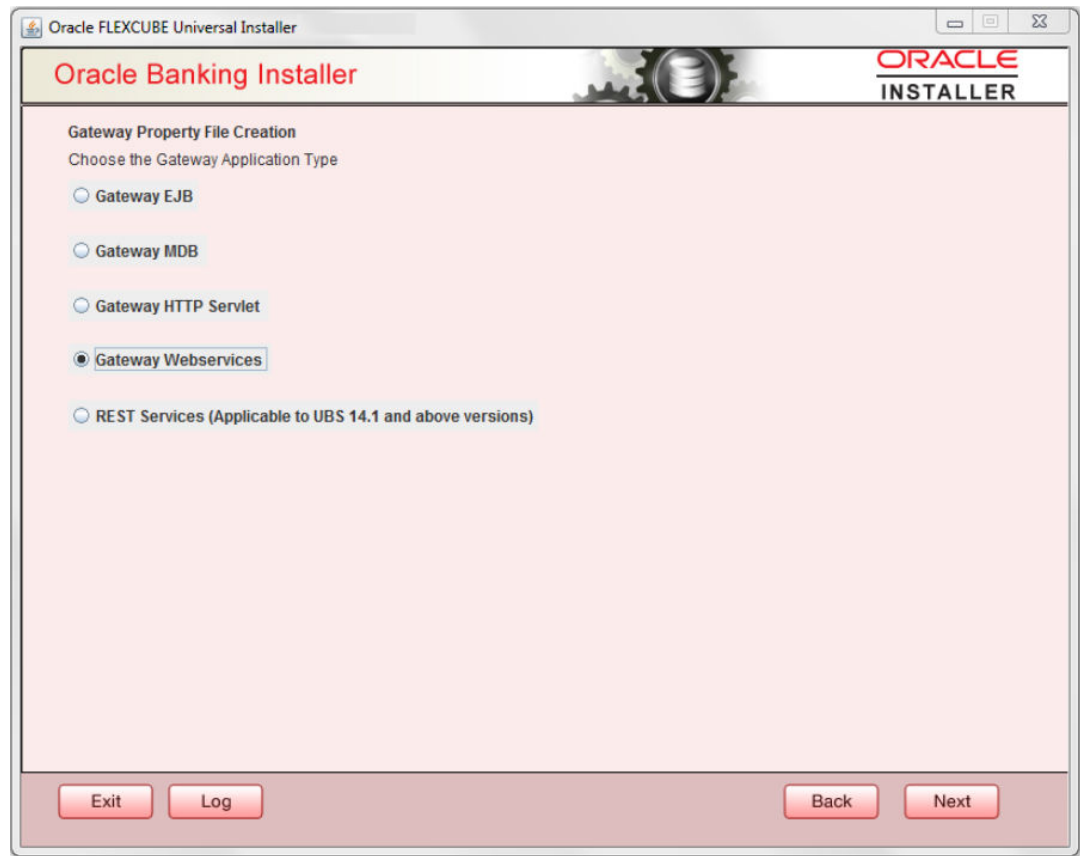 Oracle FLEXCUBE Universal Installer
Oracle Banking Installer
ORACLE
INSTALLER
Gateway Property File Creation
Choose the Gateway Application Type
Gateway EJB
Gateway MDB
Gateway HTTP Servlet
Gateway Webservices
REST Services (Applicable to UBS 14.1 and above versions)
Exit Log Back Next